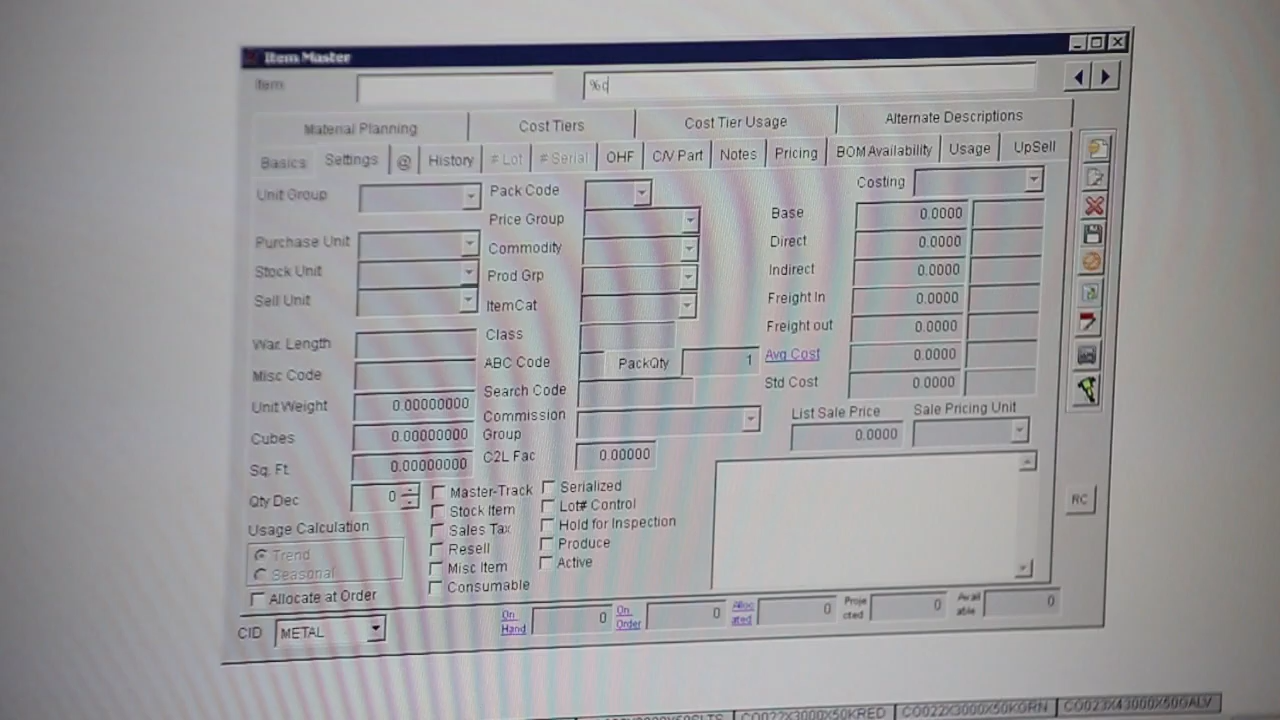 Item Master
Item
%c
Material Planning Cost Tiers Cost Tier Usage Alternate Descriptions
Basics Settings @ History # Lot # Serial OHF C/V Part Notes Pricing BOM Availability Usage UpSell
Unit Group Pack Code Costing
Price Group Base 0.0000
Purchase Unit Commodity Direct 0.0000
Stock Unit Prod Grp Indirect 0.0000
Sell Unit ItemCat Freight In 0.0000
War. Length Class Freight out 0.0000
Misc Code ABC Code PackQty 1 Avg Cost 0.0000
Unit Weight 0.00000000 Search Code Std Cost 0.0000
Cubes 0.00000000 Commission Group List Sale Price Sale Pricing Unit
0.0000
Sq. Ft 0.00000000 C2L Fac 0.00000
Qty Dec 0 Master-Track Serialized
Stock Item Lot# Control
Usage Calculation Sales Tax Hold for Inspection
Trend Resell Produce
Seasonal Misc Item Active
Allocate at Order Consumable
RC
CID METAL On Hand 0 On Order 0 Alloc ated 0 Proje cted 0 Avail able 0
CO022X3000X50KRED CO022X3000X50KGRN CO023X43000X50GALV